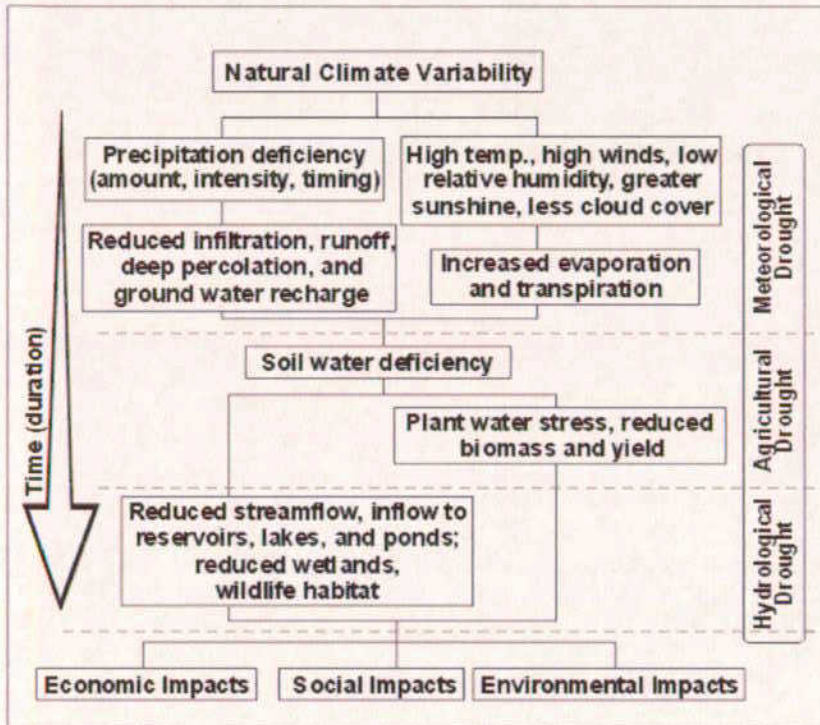 Natural Climate Variability
Precipitation deficiency
(amount, intensity, timing)
High temp., high winds, low
relative humidity, greater
sunshine, less cloud cover
Reduced infiltration, runoff,
deep percolation, and
ground water recharge
Increased evaporation
and transpiration
Meteorological
Drought
Time (duration)
Soil water deficiency
Plant water stress, reduced
biomass and yield
Agricultural
Drought
Reduced streamflow, inflow to
reservoirs, lakes, and ponds;
reduced wetlands,
wildlife habitat
Hydrological
Drought
Economic Impacts
Social Impacts
Environmental Impacts